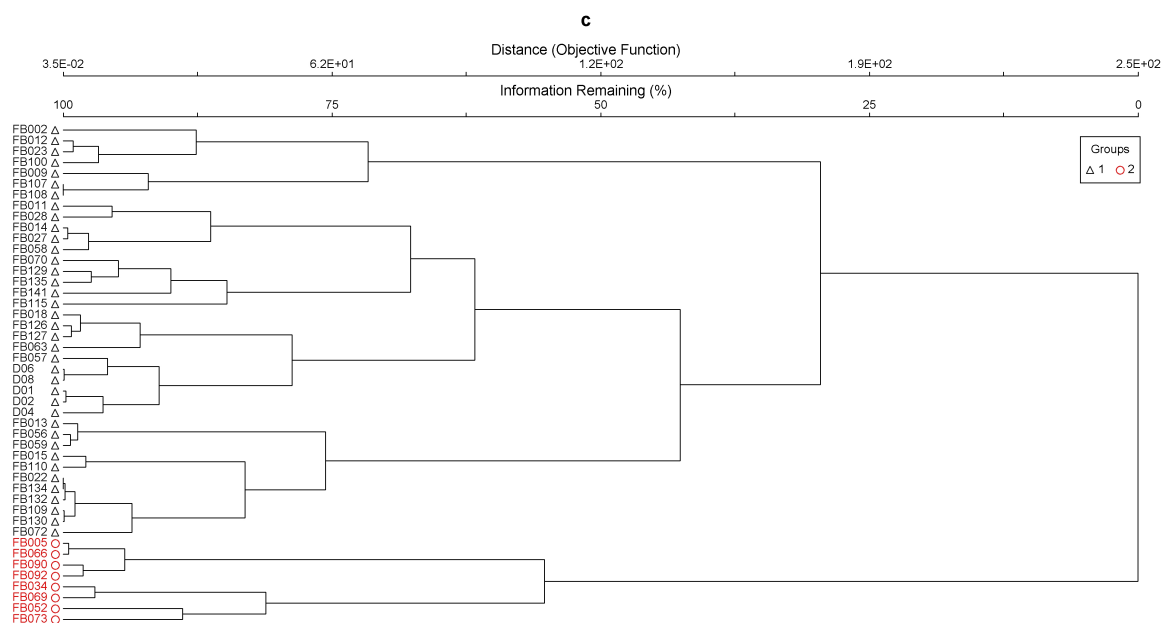 c
Distance (Objective Function)
3.5E-02 6.2E+01 1.2E+02 1.9E+02 2.5E+02
Information Remaining (%)
100 75 50 25 0
Groups
1 2
FB002
FB012
FB023
FB100
FB009
FB107
FB108
FB011
FB028
FB014
FB027
FB058
FB070
FB129
FB135
FB141
FB115
FB018
FB126
FB127
FB063
FB057
D06
D08
D01
D02
D04
FB013
FB056
FB059
FB015
FB110
FB022
FB134
FB132
FB109
FB130
FB072
FB005
FB066
FB090
FB092
FB034
FB069
FB052
FB073